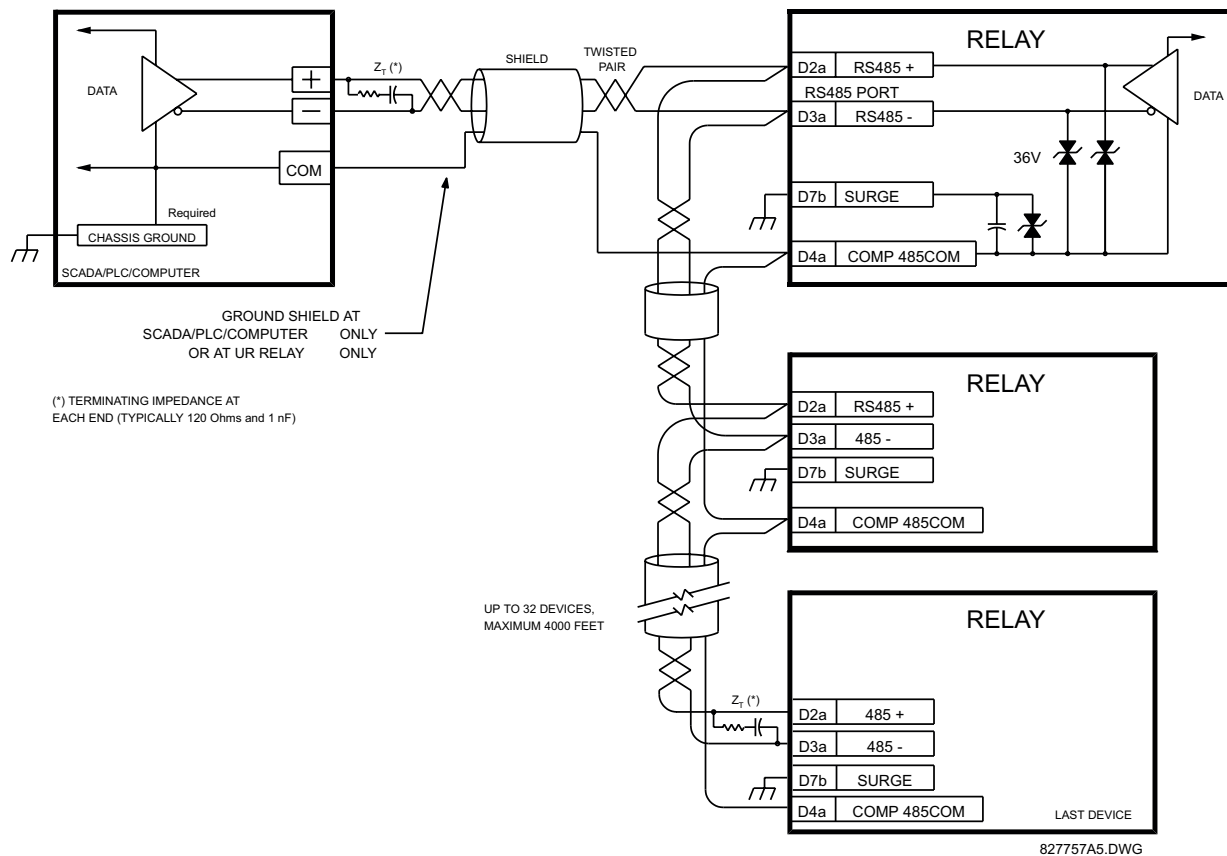 DATA
+
−
COM
Required
CHASSIS GROUND
SCADA/PLC/COMPUTER
Z_T (*)
SHIELD
TWISTED
PAIR
GROUND SHIELD AT
SCADA/PLC/COMPUTER ONLY
OR AT UR RELAY ONLY
(*) TERMINATING IMPEDANCE AT
EACH END (TYPICALLY 120 Ohms and 1 nF)
RELAY
D2a RS485 +
RS485 PORT
D3a RS485 -
DATA
36V
D7b SURGE
D4a COMP 485COM
RELAY
D2a RS485 +
D3a 485 -
D7b SURGE
D4a COMP 485COM
UP TO 32 DEVICES,
MAXIMUM 4000 FEET
RELAY
Z_T (*)
D2a 485 +
D3a 485 -
D7b SURGE
D4a COMP 485COM
LAST DEVICE
827757A5.DWG